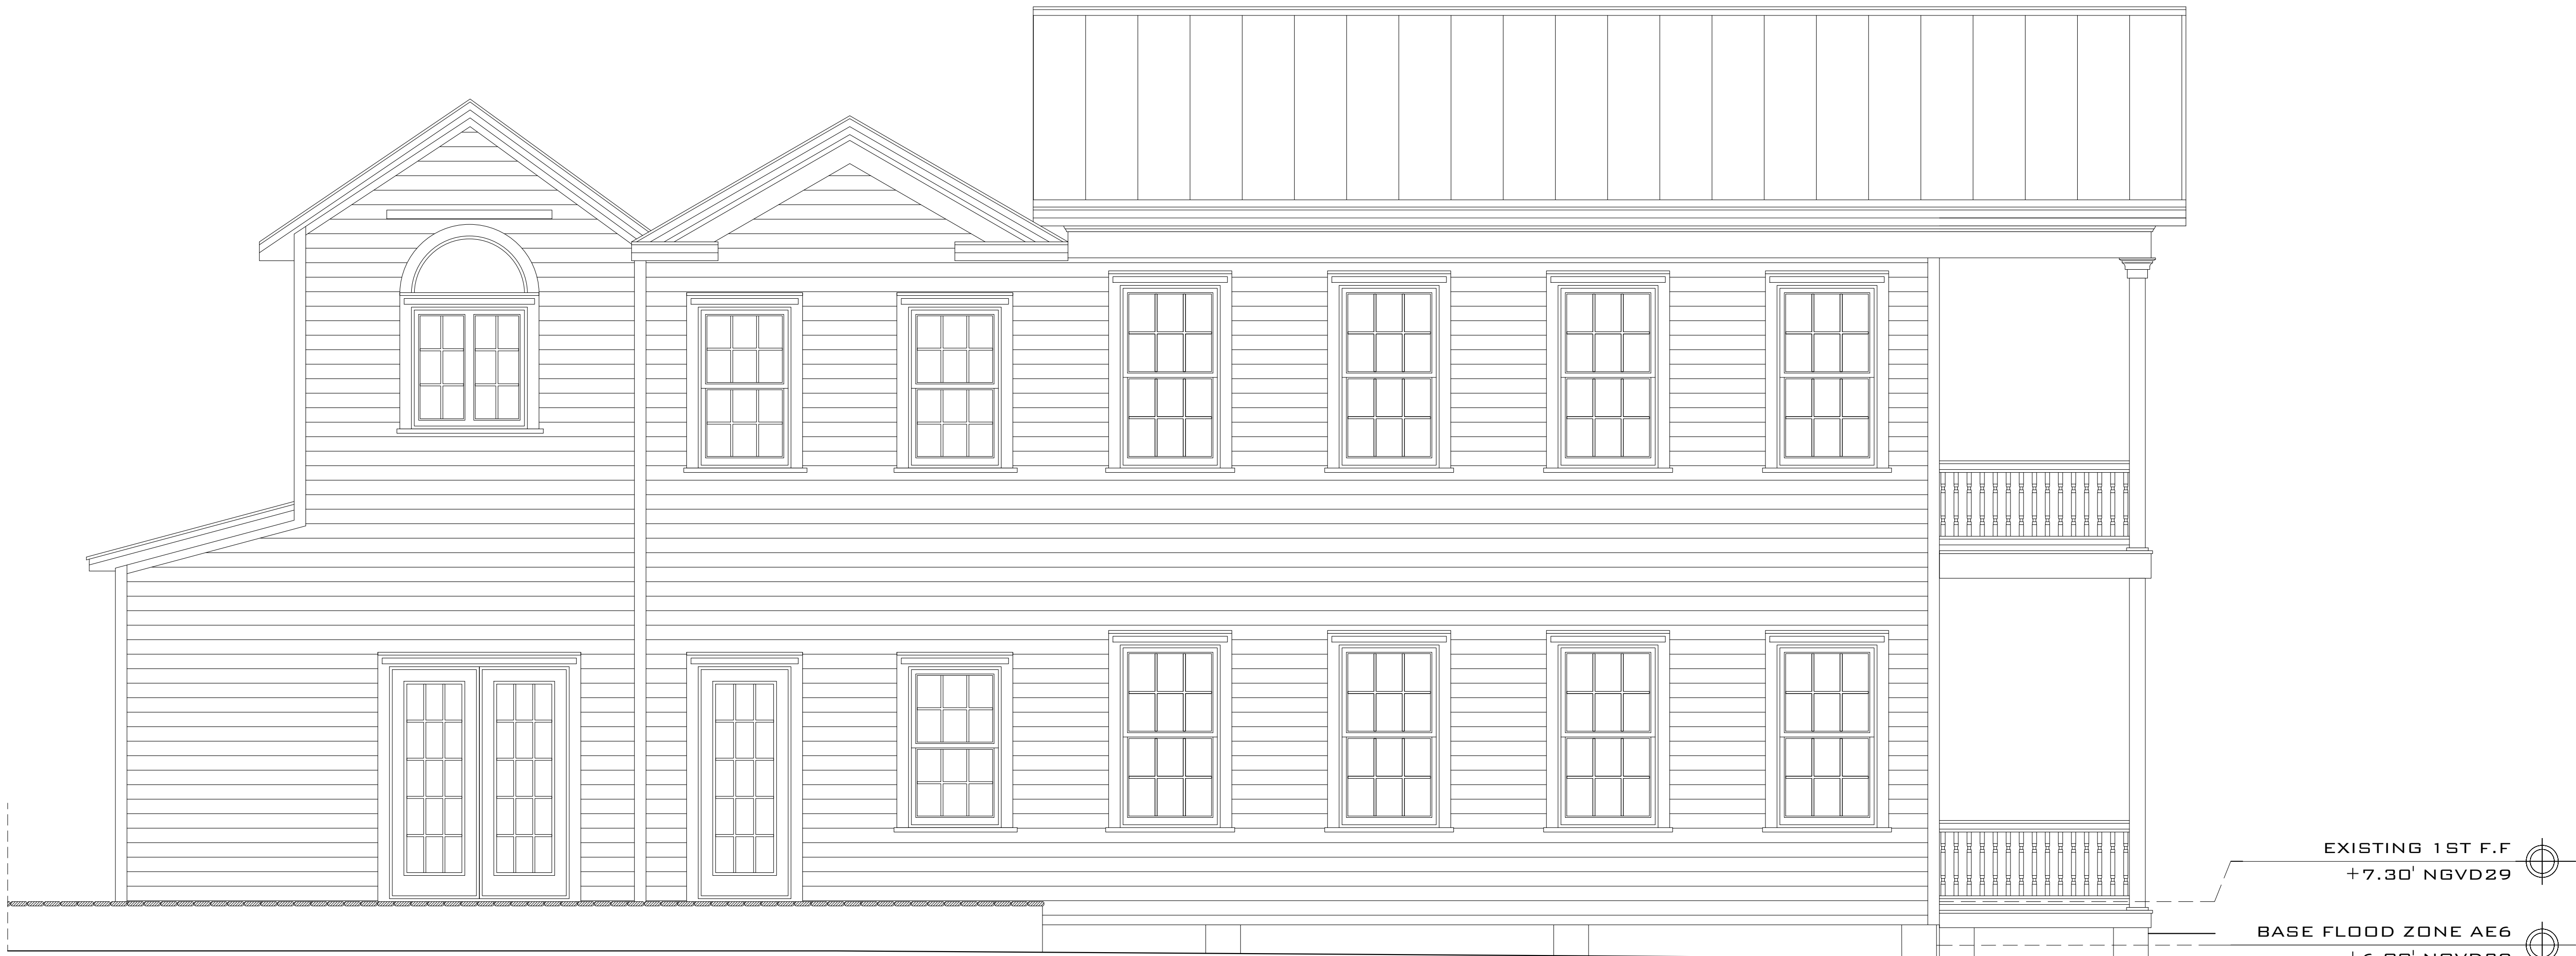 EXISTING 1ST F.F
+7.30' NGVD29
BASE FLOOD ZONE AE6